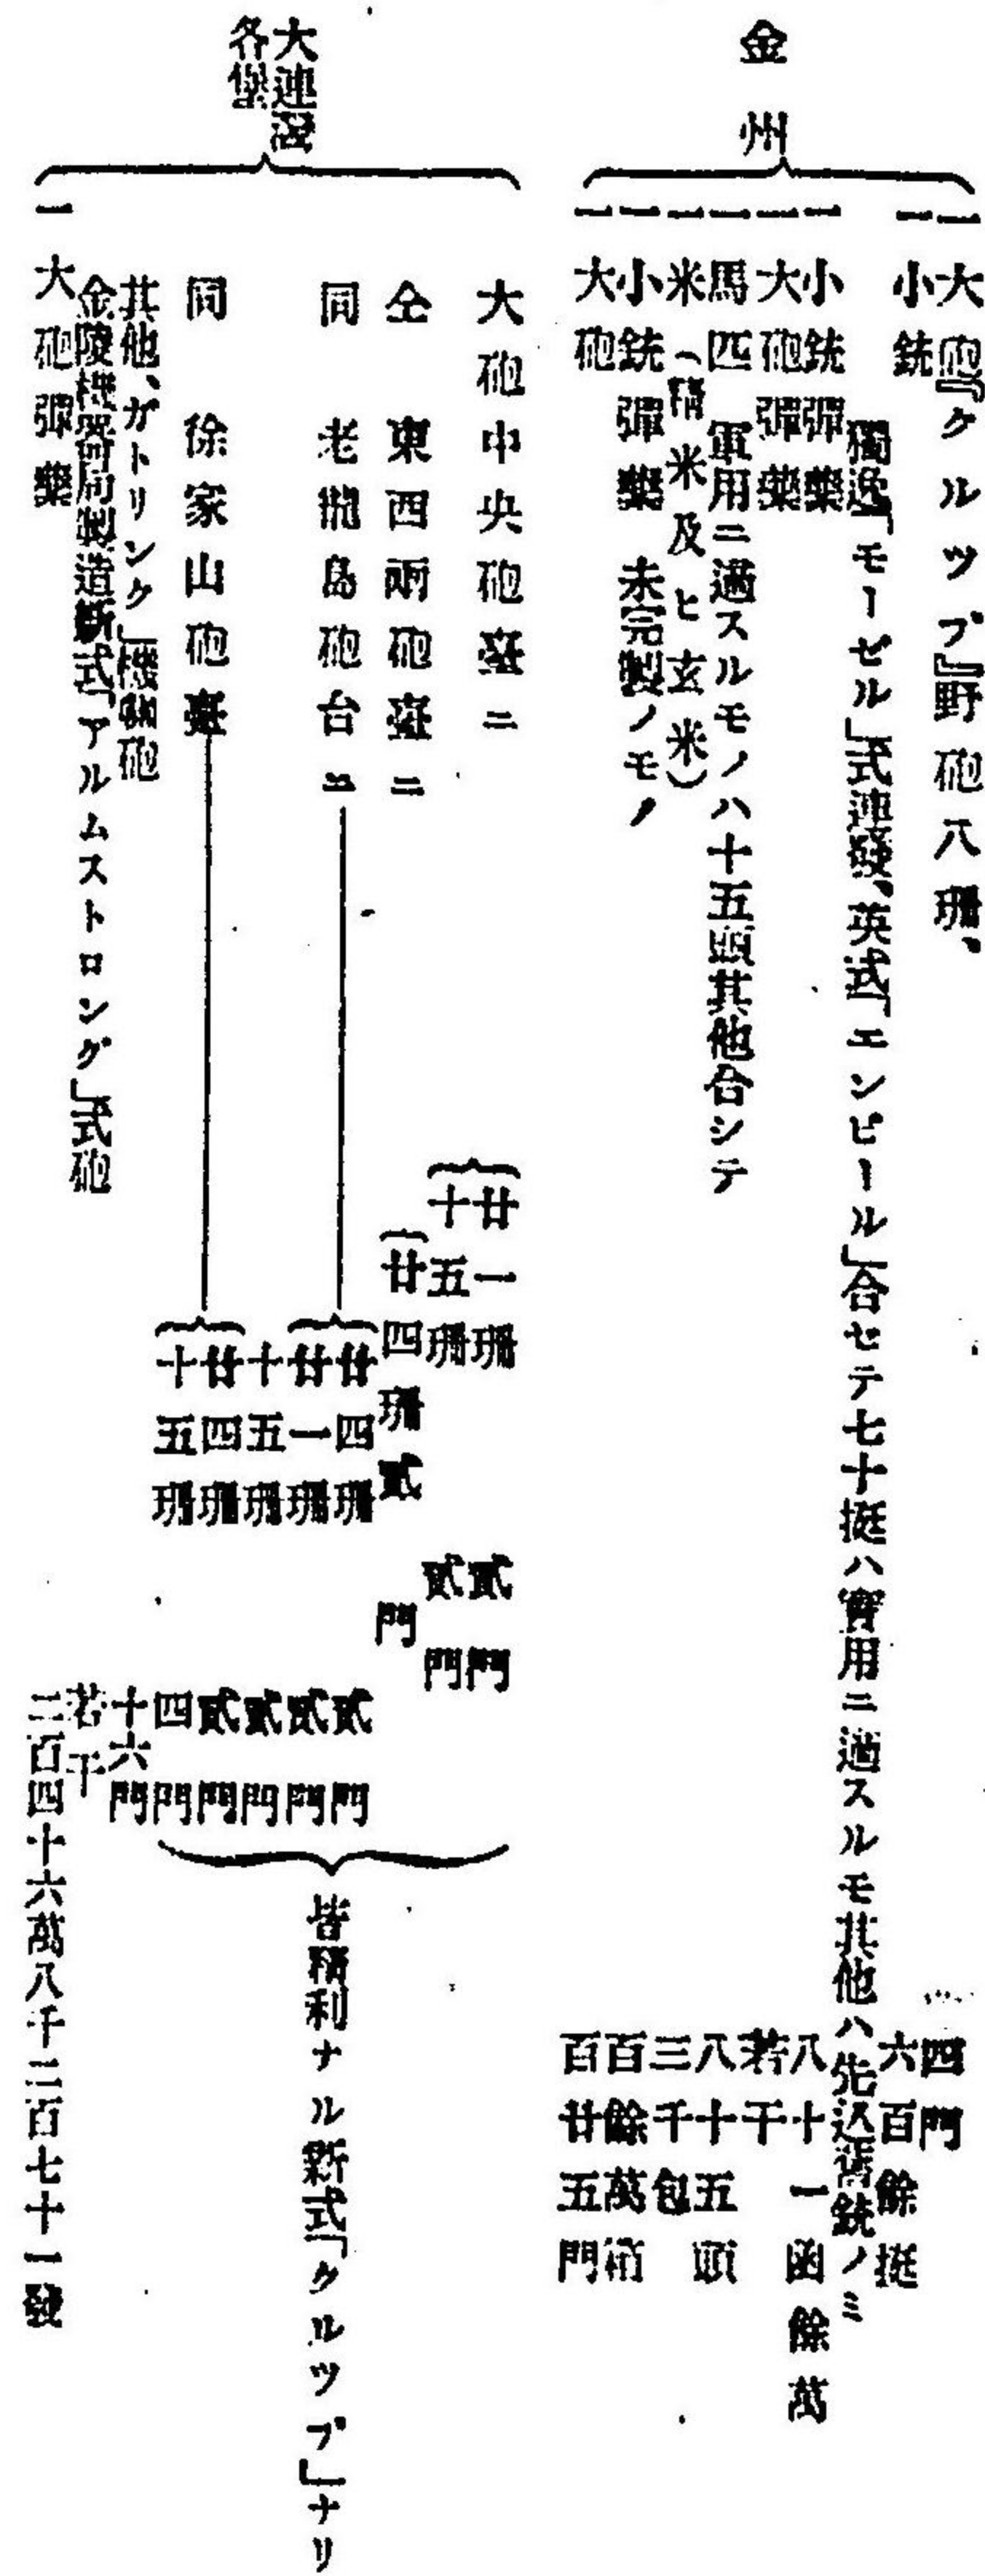 金州
一 大砲『クルツプ』野砲八珊、 四門
一 小銃 六百餘挺
獨逸「モーゼル」式連發、英式「エンピール」合セテ七十挺ハ實用ニ適スルモ其他ハ先込舊銃ノミ
一 小銃彈藥 八十一函餘萬
一 大砲彈藥 若干
一 馬匹 軍用ニ適スルモノハ十五頭其他合シテ 八十五頭
一 米(精米及ヒ玄米) 三千包
一 小銃彈藥 未完製ノモノ 百餘萬箱
一 大砲 百廿五門
大連灣各堡
大砲中央砲臺ニ 廿一珊 貳門
十五珊 貳門
仝 東西兩砲臺ニ 廿四珊 貳門
同 老龍島砲台ニ 廿四珊 貳門
廿一珊 貳門
十五珊 貳門
同 徐家山砲臺 廿四珊 貳門
十五珊 四門
皆精利ナル新式「クルツプ」ナリ
其他、ガトリンク」機關砲 十六門
金陵機器局製造新式「アルムストロング」式砲 若干
一 大砲彈藥 二百四十六萬八千二百七十一發